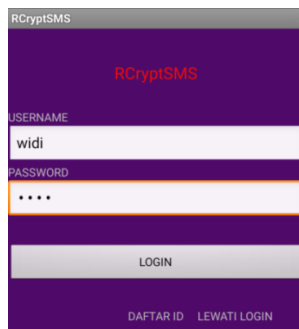 RCryptSMS
RCryptSMS
USERNAME
widi
PASSWORD
••••
LOGIN
DAFTAR ID LEWATI LOGIN